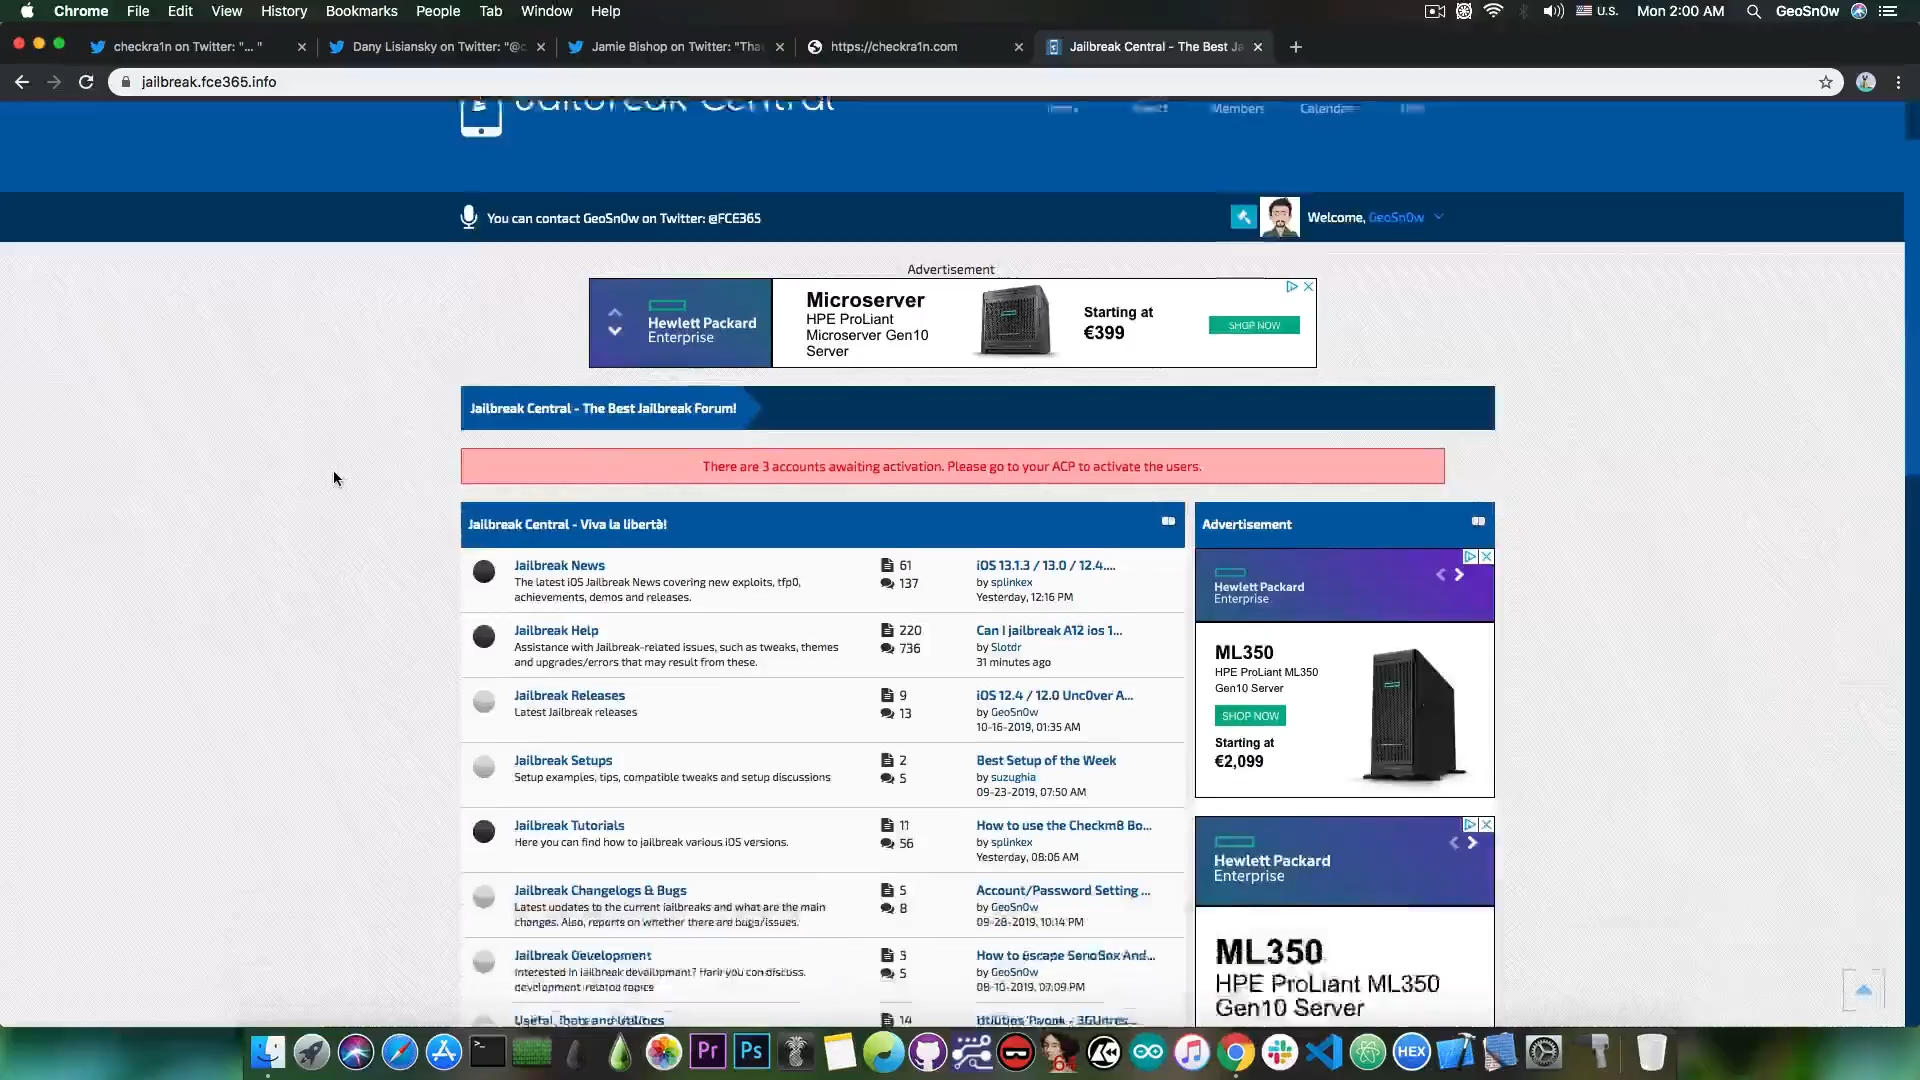 Chrome File Edit View History Bookmarks People Tab Window Help U.S. Mon 2:00 AM GeoSn0w
checkra1n on Twitter: "... " Dany Lisiansky on Twitter: "@c Jamie Bishop on Twitter: "Tha https://checkra1n.com Jailbreak Central - The Best Ja
jailbreak.fce365.info
Jailbreak Central Members Calendar
You can contact GeoSn0w on Twitter: @FCE365 Welcome, GeoSn0w
Advertisement
Hewlett Packard
Enterprise
Microserver
HPE ProLiant
Microserver Gen10
Server
Starting at
€399
SHOP NOW
Jailbreak Central - The Best Jailbreak Forum!
There are 3 accounts awaiting activation. Please go to your ACP to activate the users.
Jailbreak Central - Viva la libertà!
Jailbreak News 61 iOS 13.1.3 / 13.0 / 12.4....
The latest iOS Jailbreak News covering new exploits, tfp0, 137 by splinkex
achievements, demos and releases. Yesterday, 12:16 PM
Jailbreak Help 220 Can I jailbreak A12 ios 1...
Assistance with Jailbreak-related issues, such as tweaks, themes 736 by Slotdr
and upgrades/errors that may result from these. 31 minutes ago
Jailbreak Releases 9 iOS 12.4 / 12.0 Unc0ver A...
Latest Jailbreak releases 13 by GeoSn0w
10-16-2019, 01:35 AM
Jailbreak Setups 2 Best Setup of the Week
Setup examples, tips, compatible tweaks and setup discussions 5 by suzughia
09-23-2019, 07:50 AM
Jailbreak Tutorials 11 How to use the Checkm8 Bo...
Here you can find how to jailbreak various iOS versions. 56 by splinkex
Yesterday, 08:06 AM
Jailbreak Changelogs & Bugs 5 Account/Password Setting ...
Latest updates to the current jailbreaks and what are the main 8 by GeoSn0w
changes. Also, reports on whether there are bugs/issues. 09-28-2019, 10:14 PM
Jailbreak Development 3 How to Escape
Interested in jailbreak development? Here you can discuss 5 by GeoSn0w
development related topics 08-10-2019, 07:09 PM
14
Advertisement
Hewlett Packard
Enterprise
ML350
HPE ProLiant ML350
Gen10 Server
SHOP NOW
Starting at
€2,099
Hewlett Packard
Enterprise
ML350
HPE ProLiant ML350
Gen10 Server
Pr Ps 64 HEX